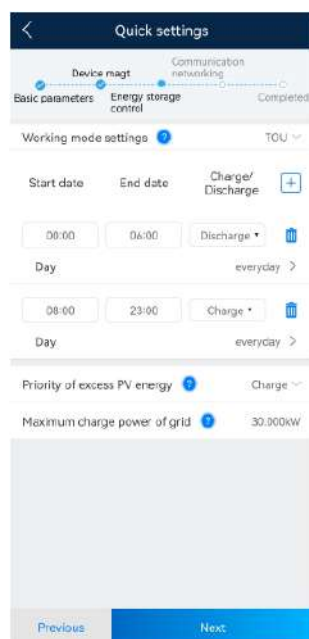 Quick settings
Communication
Device magt networking
Basic parameters Energy storage Completed
control
Working mode settings ? TOU
Start date End date Charge/ Discharge +
00:00 06:00 Discharge
Day everyday >
08:00 23:00 Charge
Day everyday >
Priority of excess PV energy ? Charge
Maximum charge power of grid ? 30.000kW
Previous Next